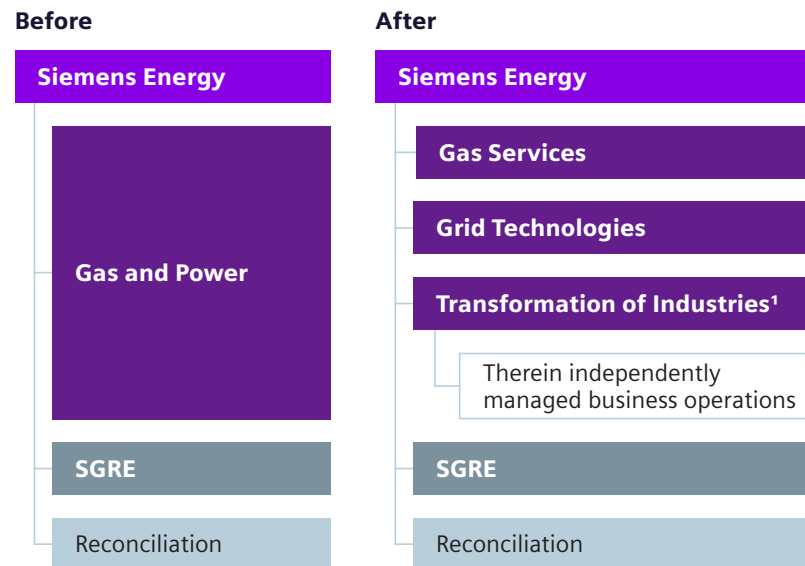 Before
Siemens Energy
Gas and Power
SGRE
Reconciliation
After
Siemens Energy
Gas Services
Grid Technologies
Transformation of Industries¹
Therein independently
managed business operations
SGRE
Reconciliation